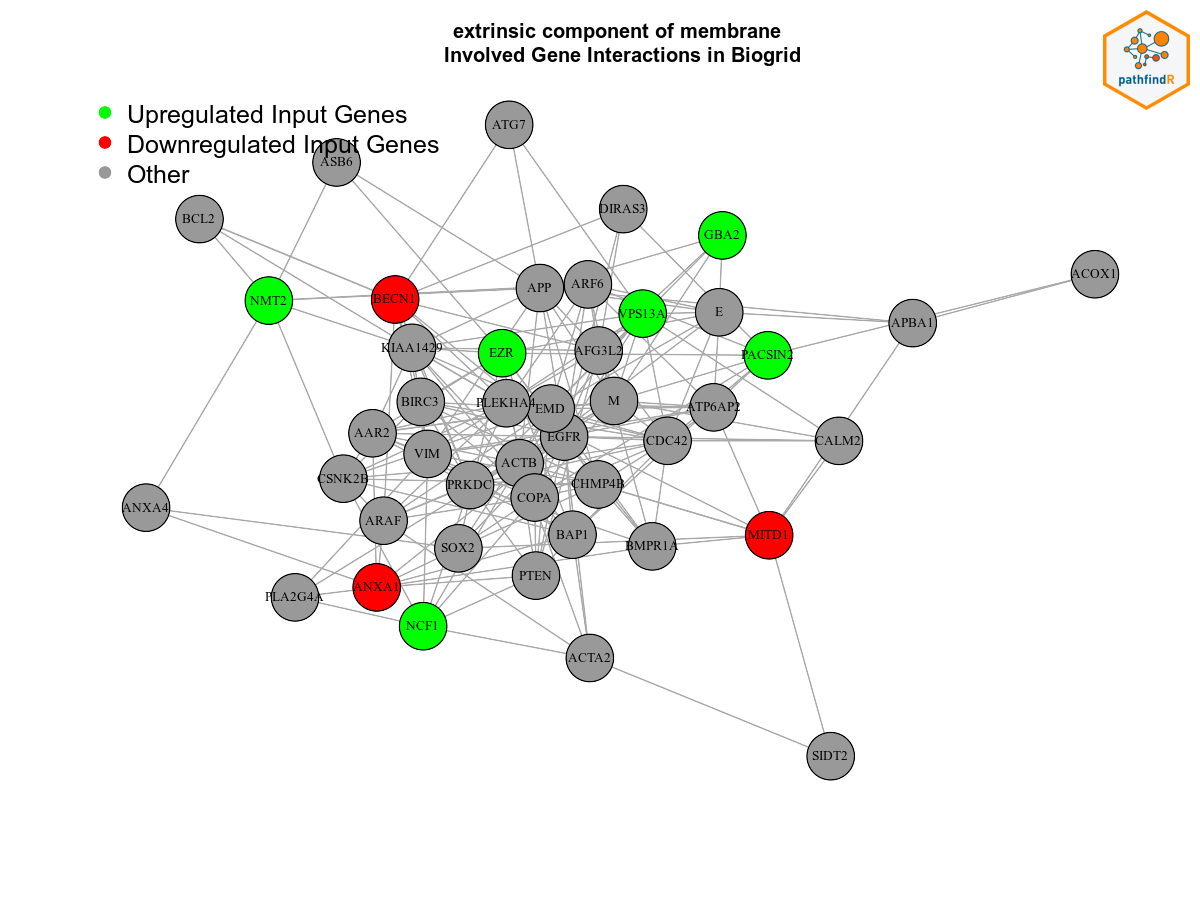 extrinsic component of membrane
Involved Gene Interactions in Biogrid
pathfindR
Upregulated Input Genes
Downregulated Input Genes
Other
ATG7
ASB6
DIRAS3
BCL2
GBA2
ACOX1
APP
ARF6
NMT2
BECN1
VPS13A
E
APBA1
KIAA1429
EZR
AFG3L2
PACSIN2
BIRC3
PLEKHA4
EMD
M
ATP6AP2
AAR2
VIM
EGFR
CDC42
CALM2
CSNK2B
PRKDC
ACTB
CHMP4B
COPA
ANXA4
ARAF
SOX2
BAP1
BMPR1A
MITD1
PLA2G4A
ANXA1
PTEN
NCF1
ACTA2
SIDT2